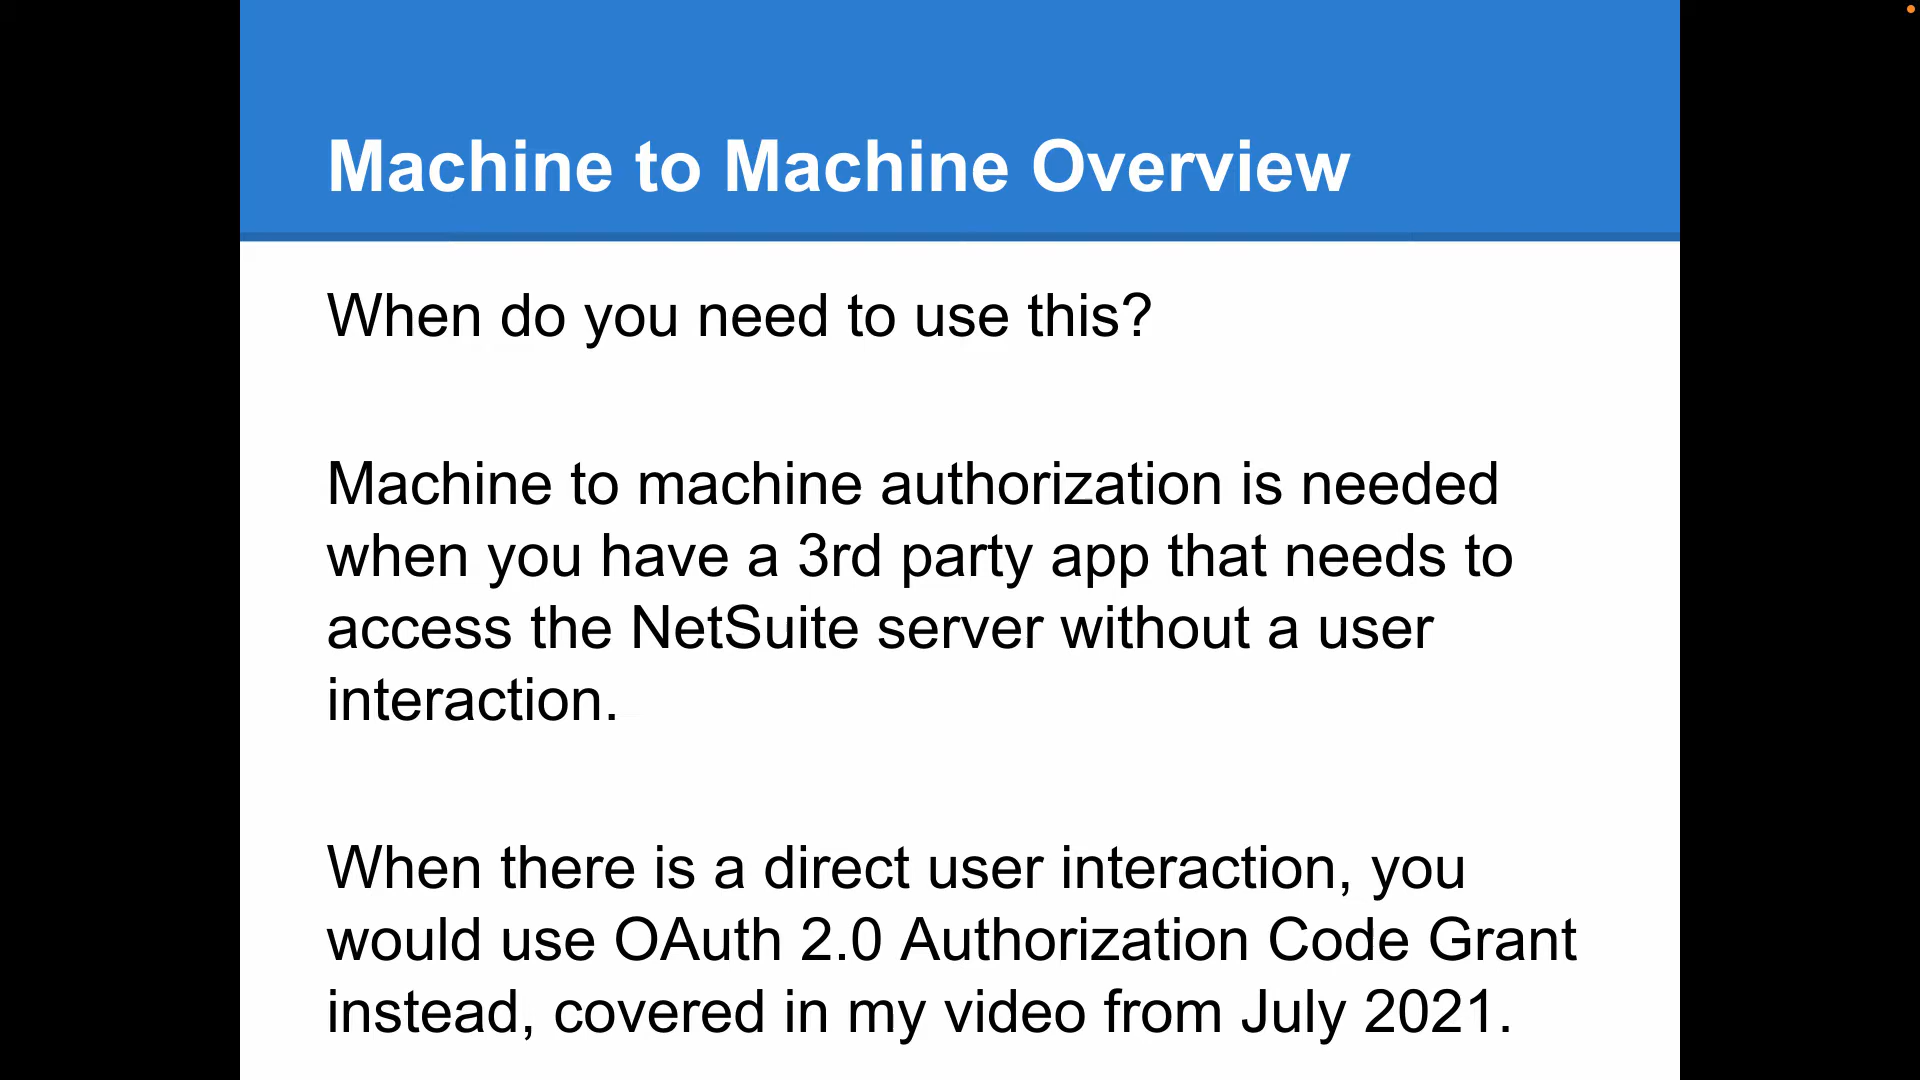 Machine to Machine Overview
When do you need to use this?
Machine to machine authorization is needed
when you have a 3rd party app that needs to
access the NetSuite server without a user
interaction.
When there is a direct user interaction, you
would use OAuth 2.0 Authorization Code Grant
instead, covered in my video from July 2021.